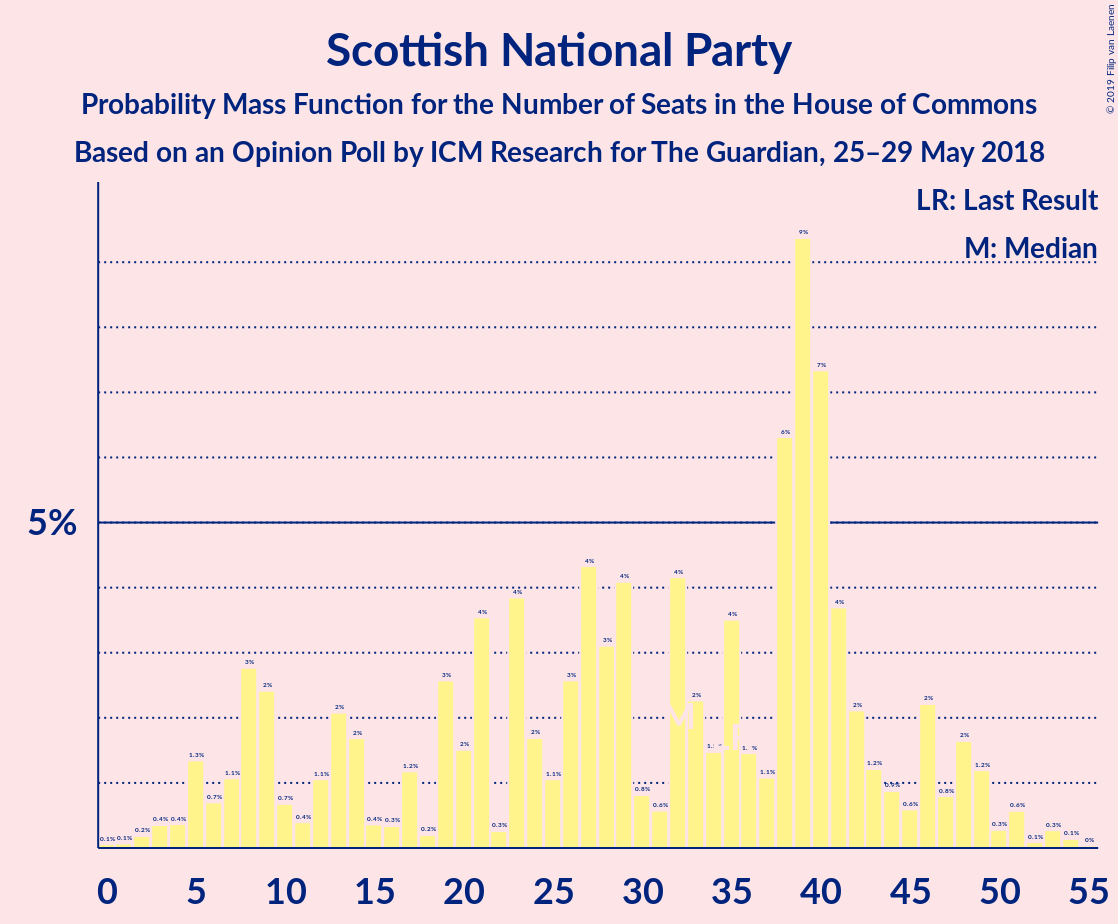 Scottish National Party
Probability Mass Function for the Number of Seats in the House of Commons
Based on an Opinion Poll by ICM Research for The Guardian, 25–29 May 2018
© 2019 Filip van Laenen
LR: Last Result
M: Median
5%
0.1% 0.1% 0.2% 0.4% 0.4% 1.3% 0.7% 1.1% 3% 2% 0.7% 0.4% 1.1% 2% 2% 0.4% 0.3% 1.2% 0.2% 3% 2% 4% 0.3% 4% 2% 1.1% 3% 4% 3% 4% 0.8% 0.6% 4% 2% 4% 1.1% 6% 9% 7% 4% 2% 1.2% 0.9% 0.6% 2% 0.8% 2% 1.2% 0.3% 0.6% 0.1% 0.3% 0.1% 0%
0 5 10 15 20 25 30 35 40 45 50 55